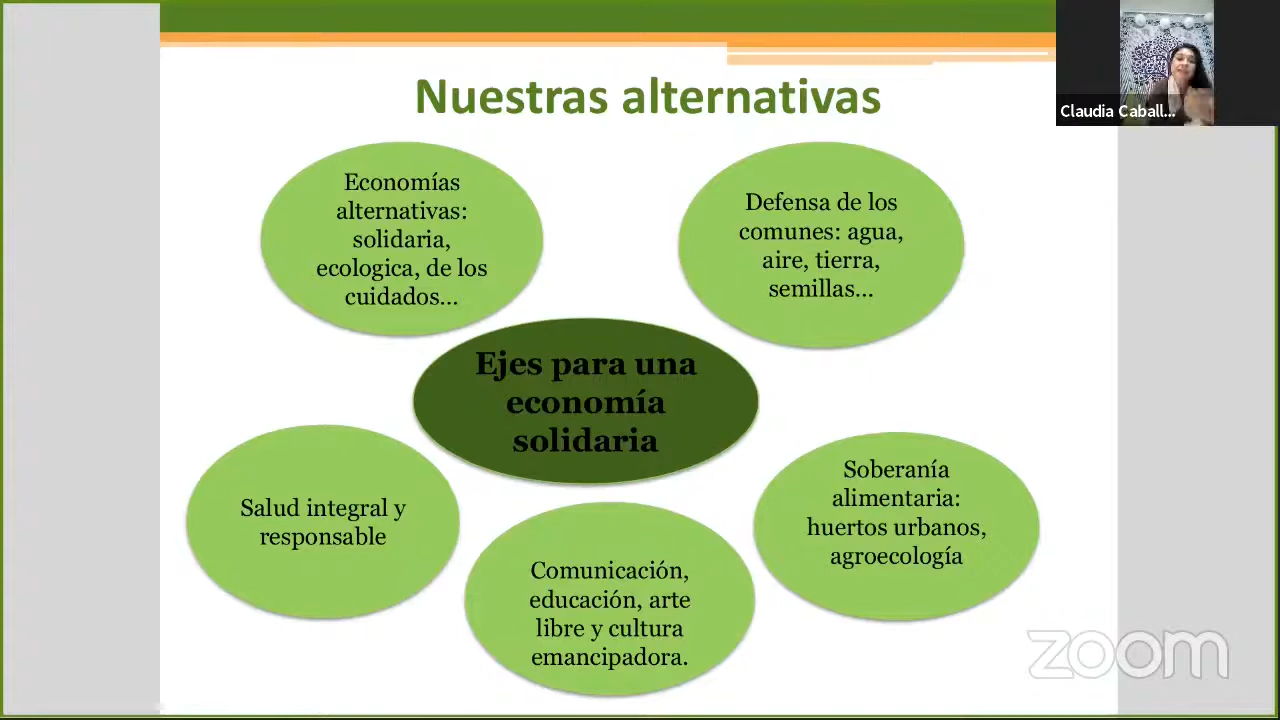 Nuestras alternativas
Claudia Caball...
Economías
alternativas:
solidaria,
ecologica, de los
cuidados...
Defensa de los
comunes: agua,
aire, tierra,
semillas...
Ejes para una
economía
solidaria
Salud integral y
responsable
Comunicación,
educación, arte
libre y cultura
emancipadora.
Soberanía
alimentaria:
huertos urbanos,
agroecología
zoom